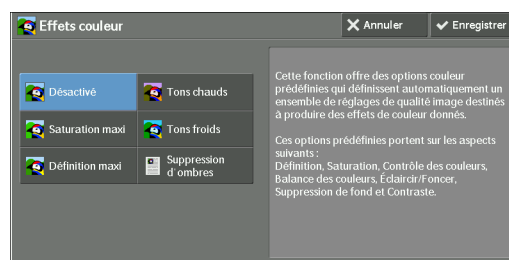 Effets couleur
Annuler
Enregistrer
Désactivé
Tons chauds
Saturation maxi
Tons froids
Définition maxi
Suppression
d'ombres
Cette fonction offre des options couleur
prédéfinies qui définissent automatiquement un
ensemble de réglages de qualité image destinés
à produire des effets de couleur donnés.
Ces options prédéfinies portent sur les aspects
suivants :
Définition, Saturation, Contrôle des couleurs,
Balance des couleurs, Éclaircir/Foncer,
Suppression de fond et Contraste.